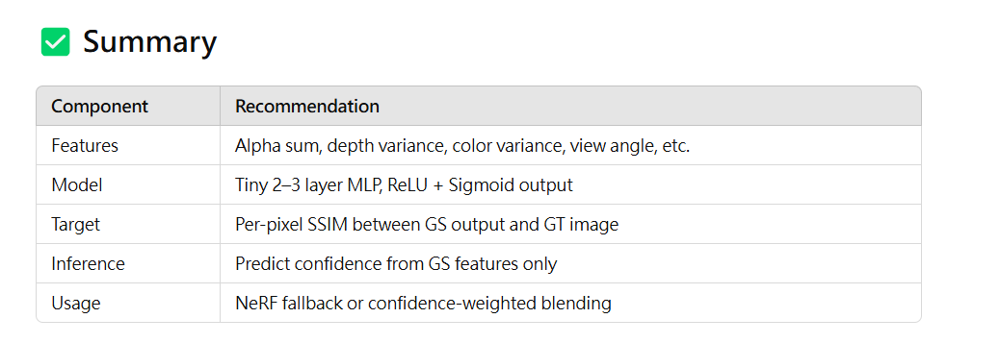 Summary
Component Recommendation
Features Alpha sum, depth variance, color variance, view angle, etc.
Model Tiny 2–3 layer MLP, ReLU + Sigmoid output
Target Per-pixel SSIM between GS output and GT image
Inference Predict confidence from GS features only
Usage NeRF fallback or confidence-weighted blending